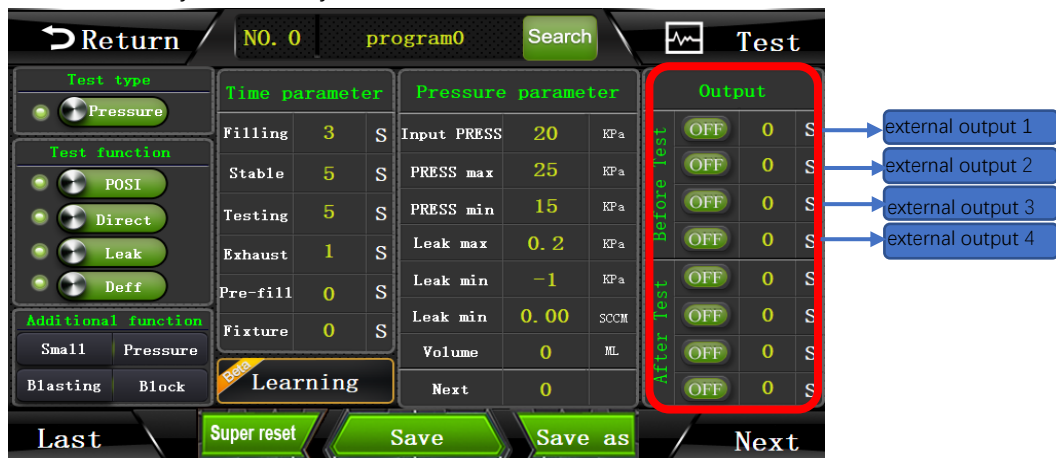 Return
NO. 0
program0
Search
Test
Test type
Pressure
Test function
POSI
Direct
Leak
Deff
Additional function
Small Pressure
Blasting Block
Time parameter
Filling 3 S
Stable 5 S
Testing 5 S
Exhaust 1 S
Pre-fill 0 S
Fixture 0 S
Beta
Learning
Pressure parameter
Input PRESS 20 KPa
PRESS max 25 KPa
PRESS min 15 KPa
Leak max 0.2 KPa
Leak min -1 KPa
Leak min 0.00 SCCM
Volume 0 ML
Next 0
Output
Before Test
OFF 0 S
OFF 0 S
OFF 0 S
OFF 0 S
After Test
OFF 0 S
OFF 0 S
OFF 0 S
OFF 0 S
external output 1
external output 2
external output 3
external output 4
Last
Super reset
Save
Save as
Next